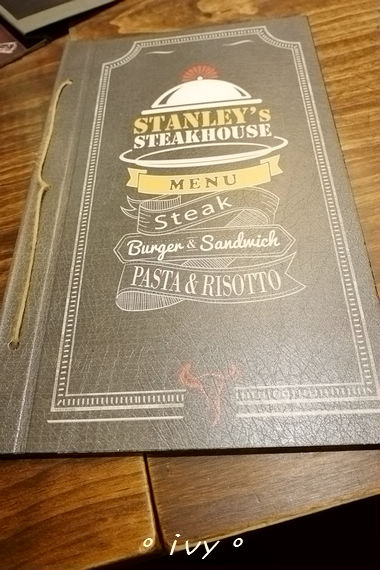 STANLEY'S
STEAKHOUSE
MENU
Steak
Burger & Sandwich
PASTA & RISOTTO
° ivy °